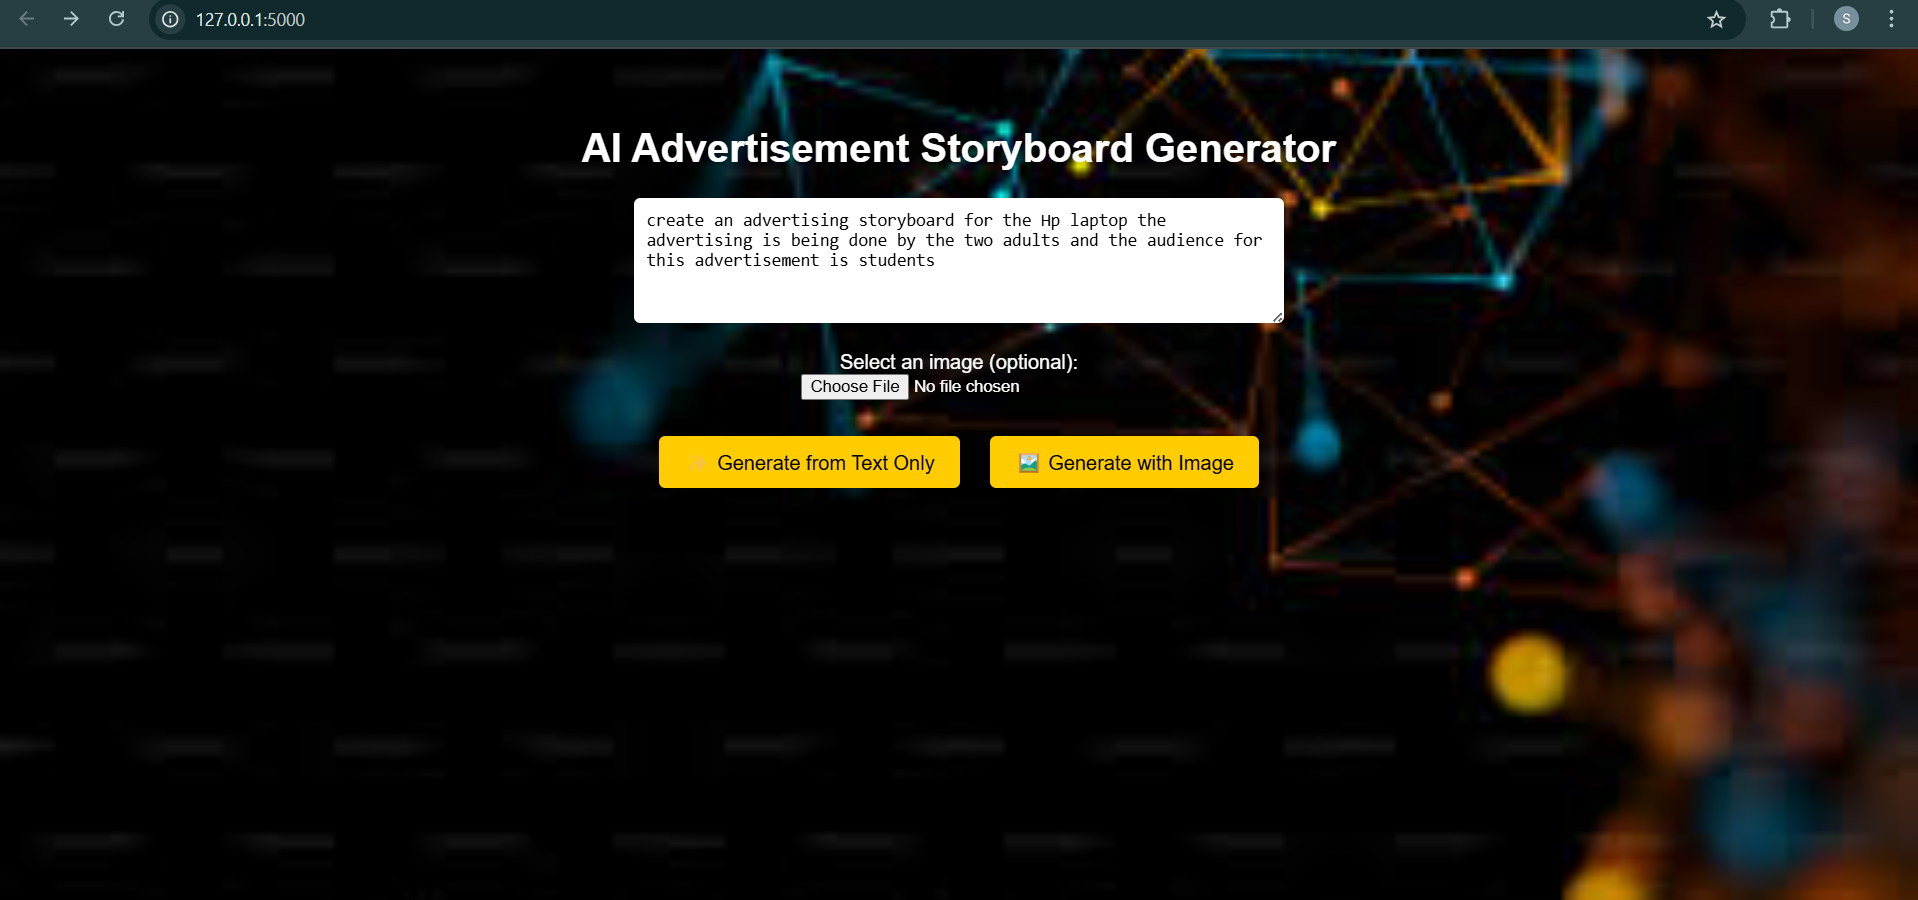 127.0.0.1:5000
S
AI Advertisement Storyboard Generator
create an advertising storyboard for the Hp laptop the
advertising is being done by the two adults and the audience for
this advertisement is students
Select an image (optional):
Choose File No file chosen
✨ Generate from Text Only
🖼️ Generate with Image